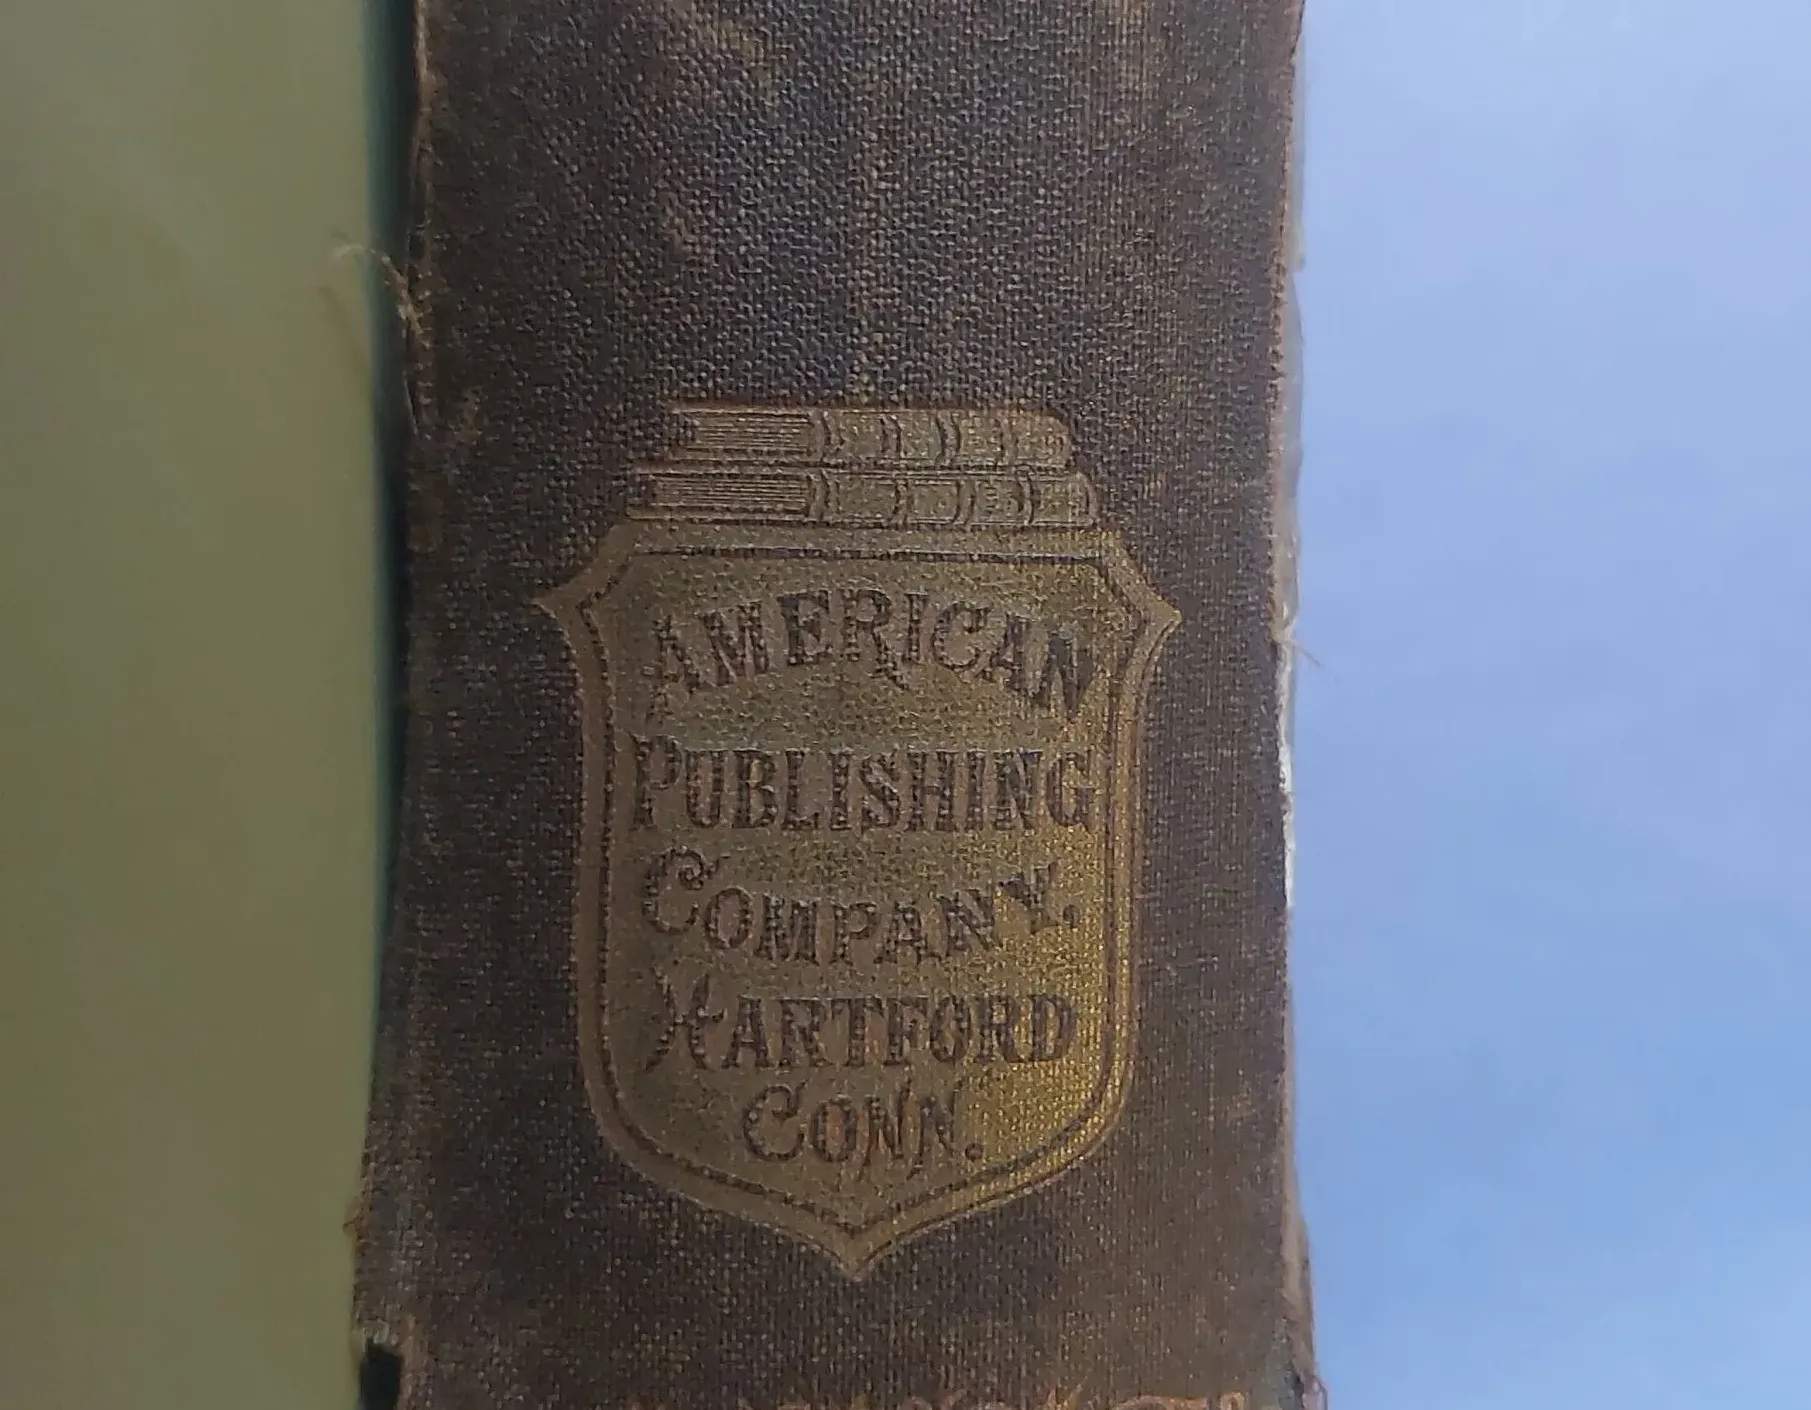 AMERICAN
PUBLISHING
COMPANY.
HARTFORD
CONN.